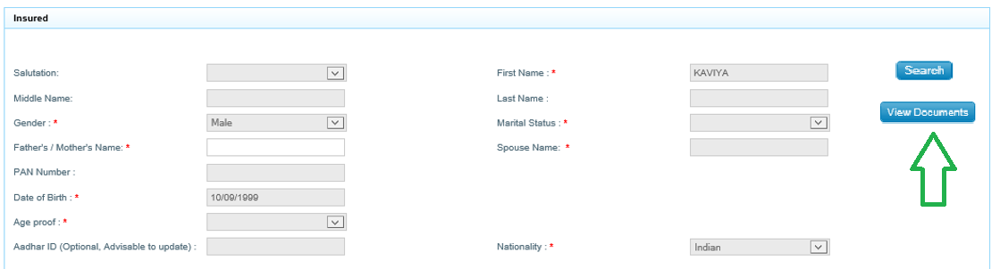 Insured
Salutation:
First Name : *
KAVIYA
Search
Middle Name:
Last Name :
View Documents
Gender : *
Male
Marital Status : *
Father's / Mother's Name: *
Spouse Name: *
PAN Number :
Date of Birth : *
10/09/1999
Age proof : *
Aadhar ID (Optional, Advisable to update) :
Nationality : *
Indian